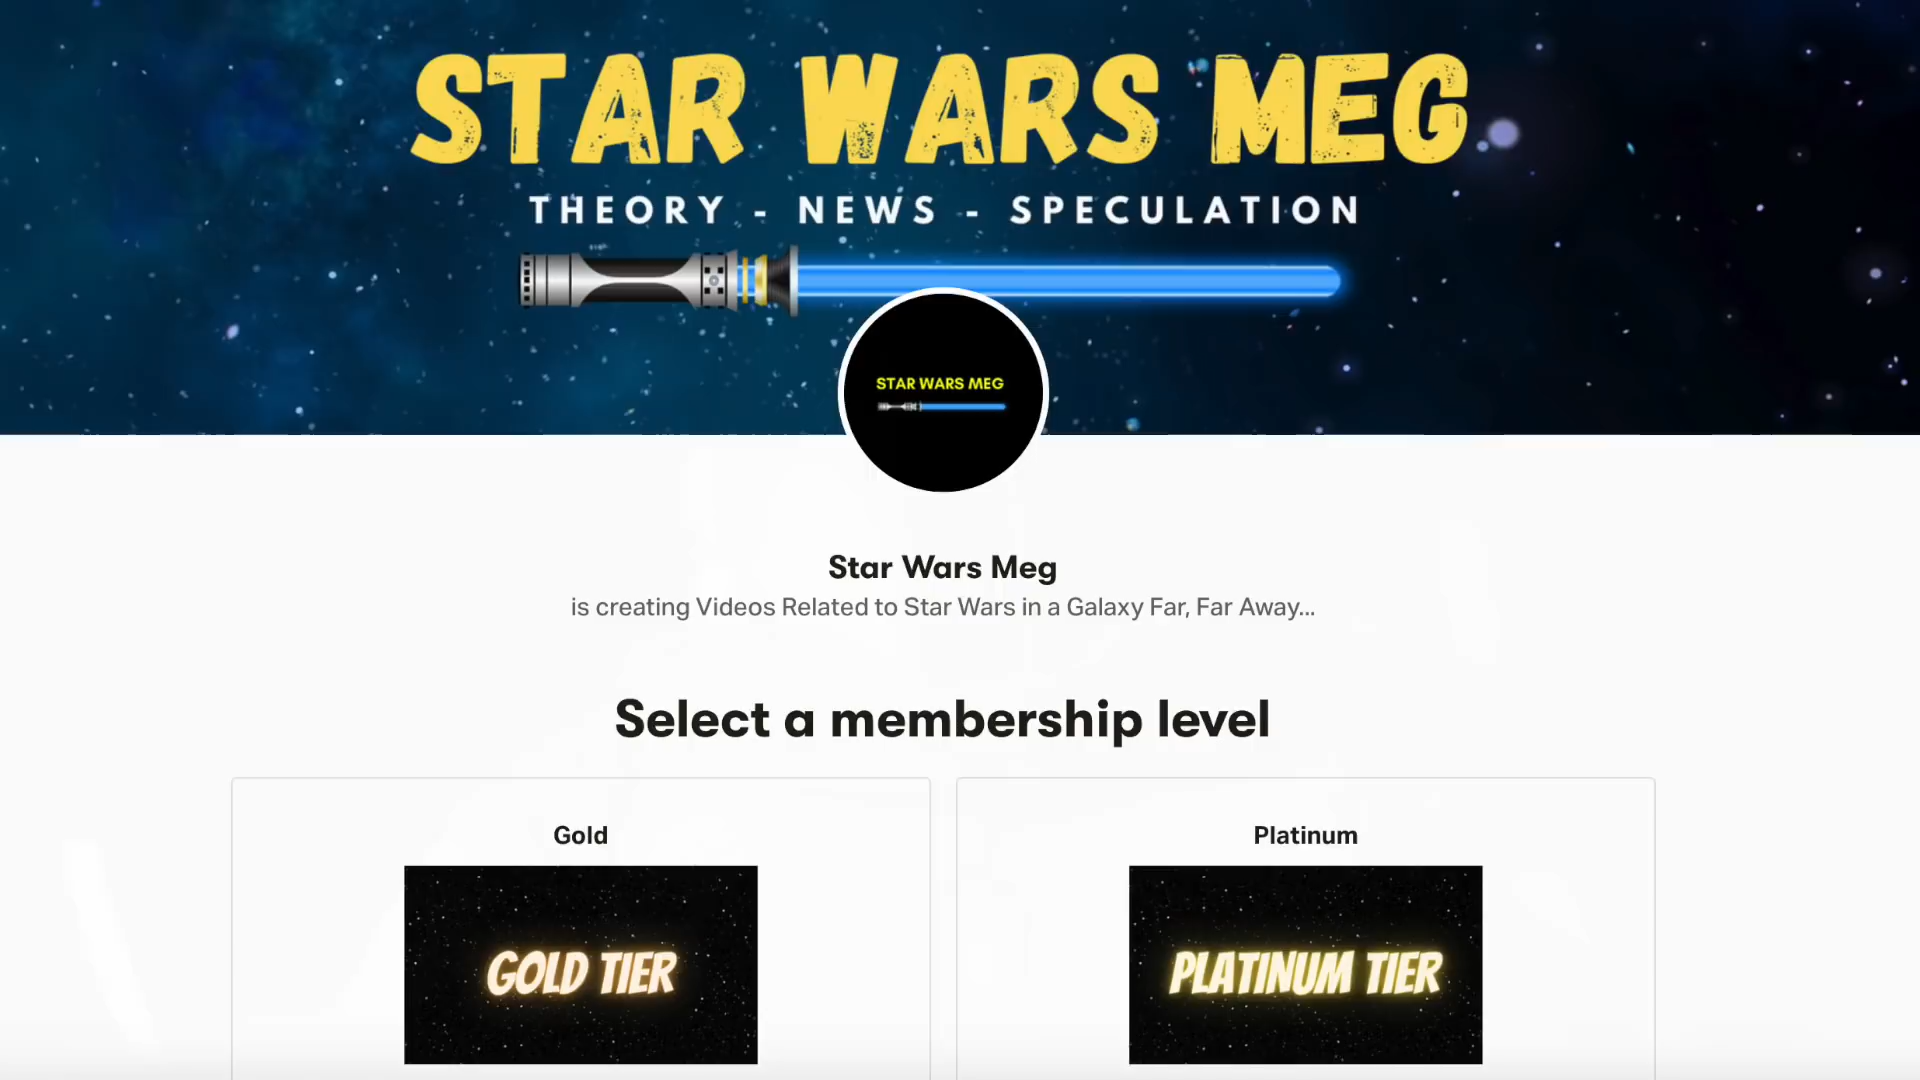 STAR WARS MEG
THEORY - NEWS - SPECULATION
STAR WARS MEG
Star Wars Meg
is creating Videos Related to Star Wars in a Galaxy Far, Far Away...
Select a membership level
Gold
Platinum
GOLD TIER
PLATINUM TIER